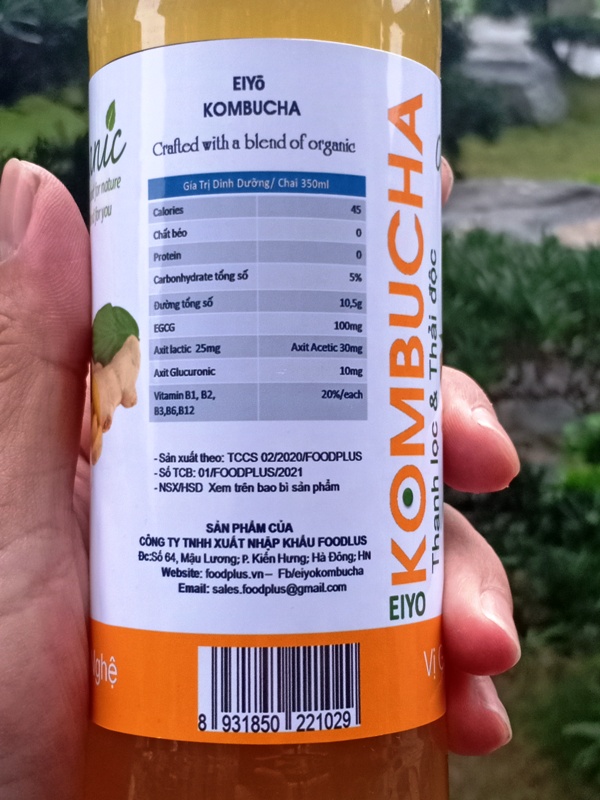 EIYō
KOMBUCHA
Crafted with a blend of organic
Gía Trị Dinh Dưỡng/ Chai 350ml
Calories 45
Chất béo 0
Protein 0
Carbonhydrate tổng số 5%
Đường tổng số 10,5g
EGCG 100mg
Axit lactic 25mg Axit Acetic 30mg
Axit Glucuronic 10mg
Vitamin B1, B2, 20%/each
B3,B6,B12
- Sản xuất theo: TCCS 02/2020/FOODPLUS
- Số TCB: 01/FOODPLUS/2021
- NSX/HSD Xem trên bao bì sản phẩm
SẢN PHẨM CỦA
CÔNG TY TNHH XUẤT NHẬP KHẨU FOODLUS
Đc:Số 64, Mậu Lương; P. Kiến Hưng; Hà Đông; HN
Website: foodplus.vn– Fb/eiyokombucha
Email: sales.foodplus@gmail.com
8 931850 221029
EIYO
KOMBUCHA
Thanh lọc & Thải độc
nature
for you
Nghệ
Vị